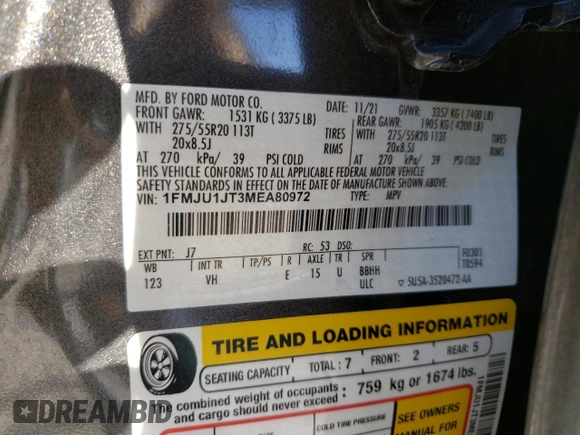 MFD. BY FORD MOTOR CO.
DATE: 11/21 GVWR: 3357 KG ( 7400 LB)
FRONT GAWR: 1531 KG ( 3375 LB) REAR GAWR: 1905 KG ( 4200 LB)
WITH 275/55R20 113T TIRES 275/55R20 113T
20x8.5J RIMS 20x8.5J
AT 270 kPa/ 39 PSI COLD AT 270 kPa/ 39 PSI COLD
THIS VEHICLE CONFORMS TO ALL APPLICABLE FEDERAL MOTOR VEHICLE
SAFETY STANDARDS IN EFFECT ON THE DATE OF MANUFACTURE SHOWN ABOVE.
VIN: 1FMJU1JT3MEA80972 TYPE: MPV
EXT PNT: J7 RC: 53 DSO: F0301
WB INT TR TP/PS R AXLE TR SPR T0594
123 VH E 15 U BBHH
ULC 5U5A-3520472-AA
TIRE AND LOADING INFORMATION
SEATING CAPACITY TOTAL: 7 FRONT: 2 REAR: 5
The combined weight of occupants and cargo should never exceed: 759 kg or 1674 lbs.
COLD TIRE PRESSURE
SEE OWNERS
MANUAL FOR
DREAMBID